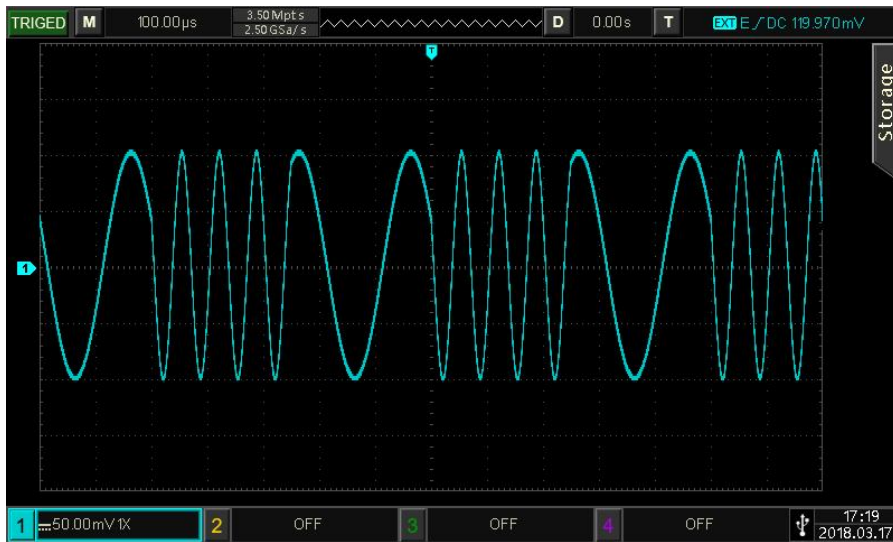 TRIGED M 100.00µs 3.50Mpts D 0.00s T EXT E DC 119.970mV
2.50GSa/s
T
Storage
1
1 50.00mV 1X 2 OFF 3 OFF 4 OFF 17:19
2018.03.17